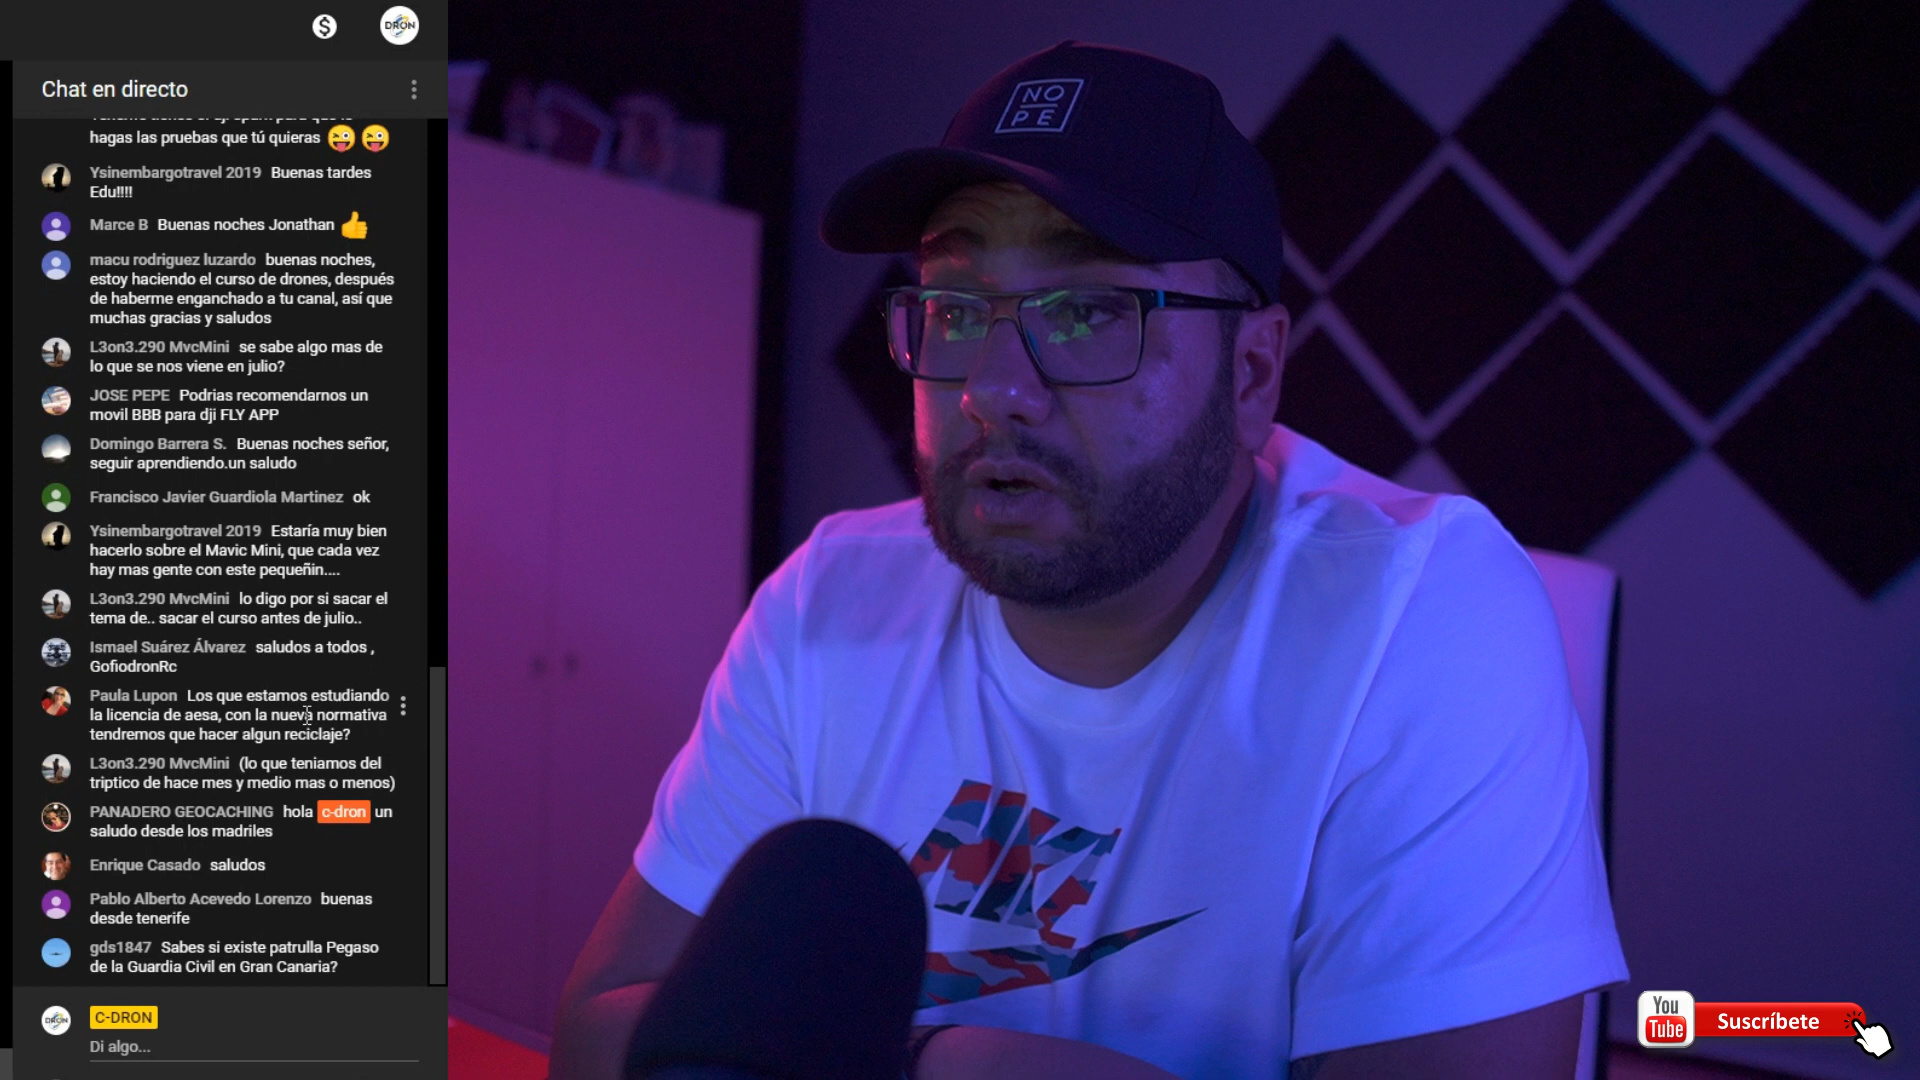 DRON
Chat en directo
hagas las pruebas que tú quieras
Ysinembargotravel 2019 Buenas tardes
Edu!!!!
Marce B Buenas noches Jonathan
macu rodriguez luzardo buenas noches,
estoy haciendo el curso de drones, después
de haberme enganchado a tu canal, así que
muchas gracias y saludos
L3on3.290 MvcMini se sabe algo mas de
lo que se nos viene en julio?
JOSE PEPE Podrias recomendarnos un
movil BBB para dji FLY APP
Domingo Barrera S. Buenas noches señor,
seguir aprendiendo.un saludo
Francisco Javier Guardiola Martinez ok
Ysinembargotravel 2019 Estaría muy bien
hacerlo sobre el Mavic Mini, que cada vez
hay mas gente con este pequeñin....
L3on3.290 MvcMini lo digo por si sacar el
tema de.. sacar el curso antes de julio..
Ismael Suárez Álvarez saludos a todos ,
GofiodronRc
Paula Lupon Los que estamos estudiando
la licencia de aesa, con la nueva normativa
tendremos que hacer algun reciclaje?
L3on3.290 MvcMini (lo que teniamos del
triptico de hace mes y medio mas o menos)
PANADERO GEOCACHING hola c-dron un
saludo desde los madriles
Enrique Casado saludos
Pablo Alberto Acevedo Lorenzo buenas
desde tenerife
gds1847 Sabes si existe patrulla Pegaso
de la Guardia Civil en Gran Canaria?
DRON
C-DRON
Di algo...
NO
PE
NIKE
You
Tube
Suscríbete